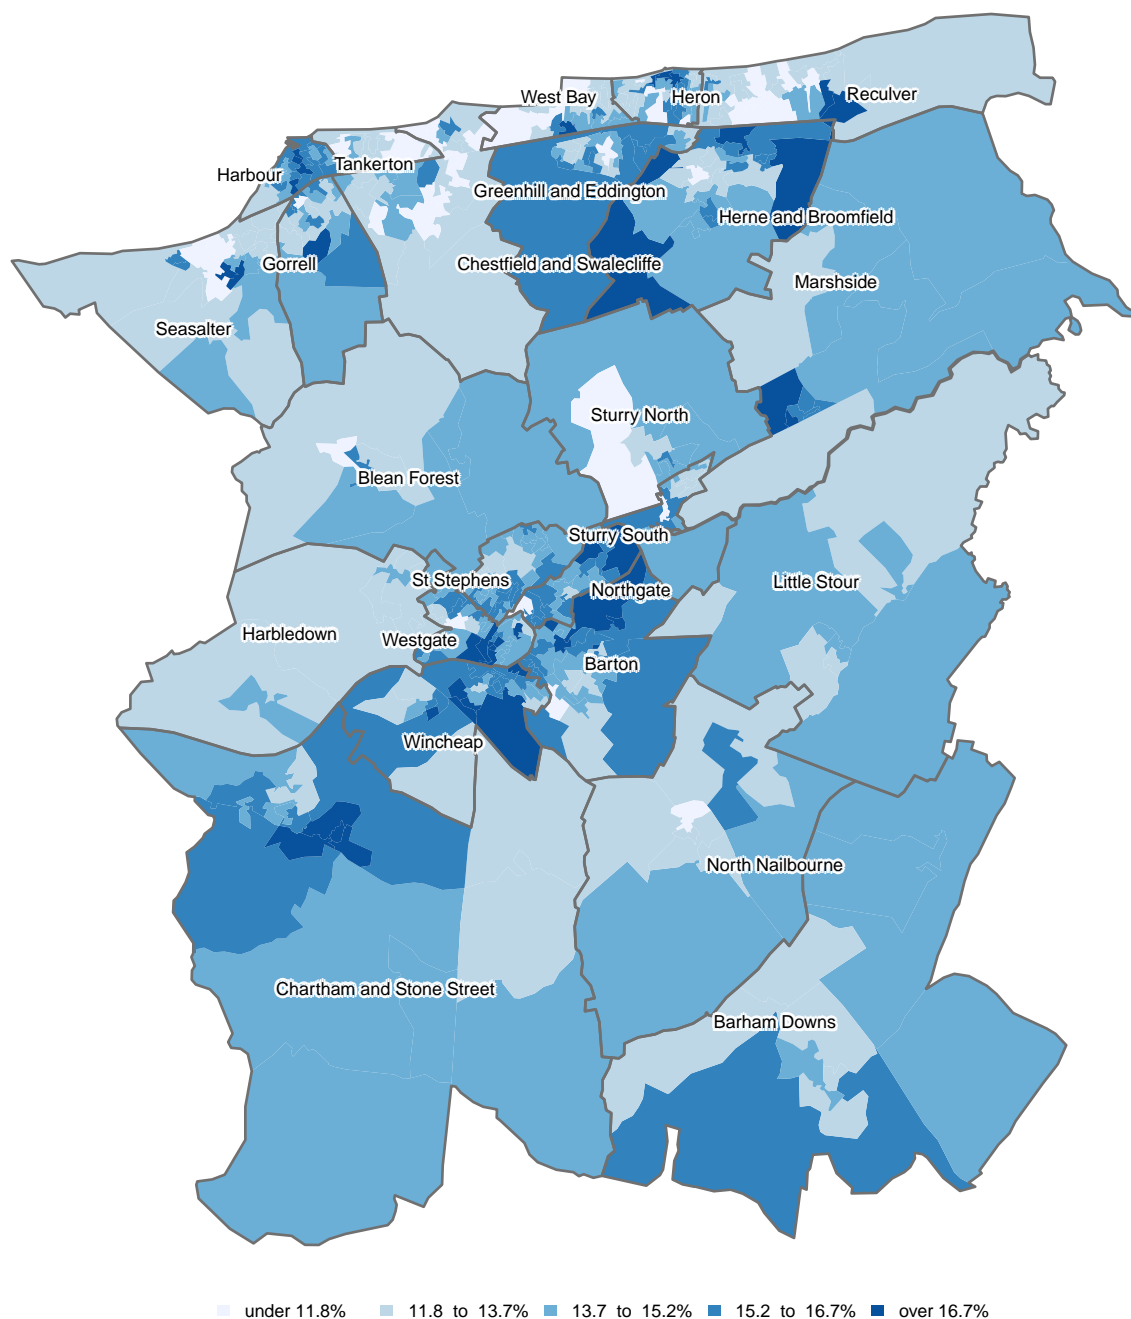 West Bay
Heron
Reculver
Harbour
Tankerton
Greenhill and Eddington
Herne and Broomfield
Gorrell
Chestfield and Swalecliffe
Marshside
Seasalter
Sturry North
Blean Forest
Sturry South
St Stephens
Northgate
Little Stour
Harbledown
Westgate
Barton
Wincheap
North Nailbourne
Chartham and Stone Street
Barham Downs
under 11.8% 11.8 to 13.7% 13.7 to 15.2% 15.2 to 16.7% over 16.7%